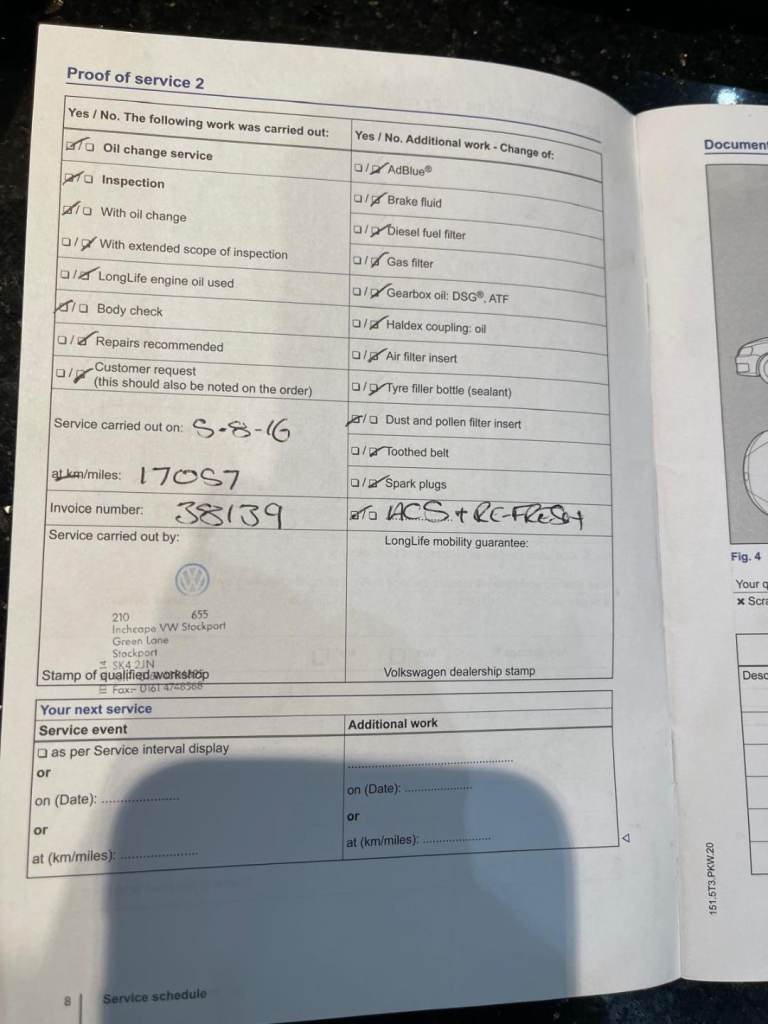 Proof of service 2
Yes / No. The following work was carried out:
Oil change service
Inspection
With oil change
With extended scope of inspection
LongLife engine oil used
Body check
Repairs recommended
Customer request
(this should also be noted on the order)
Service carried out on: 5-8-16
at km/miles: 17057
Invoice number: 38139
Service carried out by:
210 655
Inchcape VW Stockport
Green Lane
Stockport
SK4 2JN
Stamp of qualified workshop
Fax:- 0161 4748568
Yes / No. Additional work - Change of:
AdBlue®
Brake fluid
Diesel fuel filter
Gas filter
Gearbox oil: DSG®, ATF
Haldex coupling: oil
Air filter insert
Tyre filler bottle (sealant)
Dust and pollen filter insert
Toothed belt
Spark plugs
ACS + RE-FRESH
LongLife mobility guarantee:
Volkswagen dealership stamp
Your next service
Service event
as per Service interval display
or
on (Date): ......................
or
at (km/miles): ......................
Additional work
on (Date): ...................
or
at (km/miles): ...................
8 Service schedule
Documen
Fig. 4
Your q
× Scra
Desc
151.5T3.PKW.20